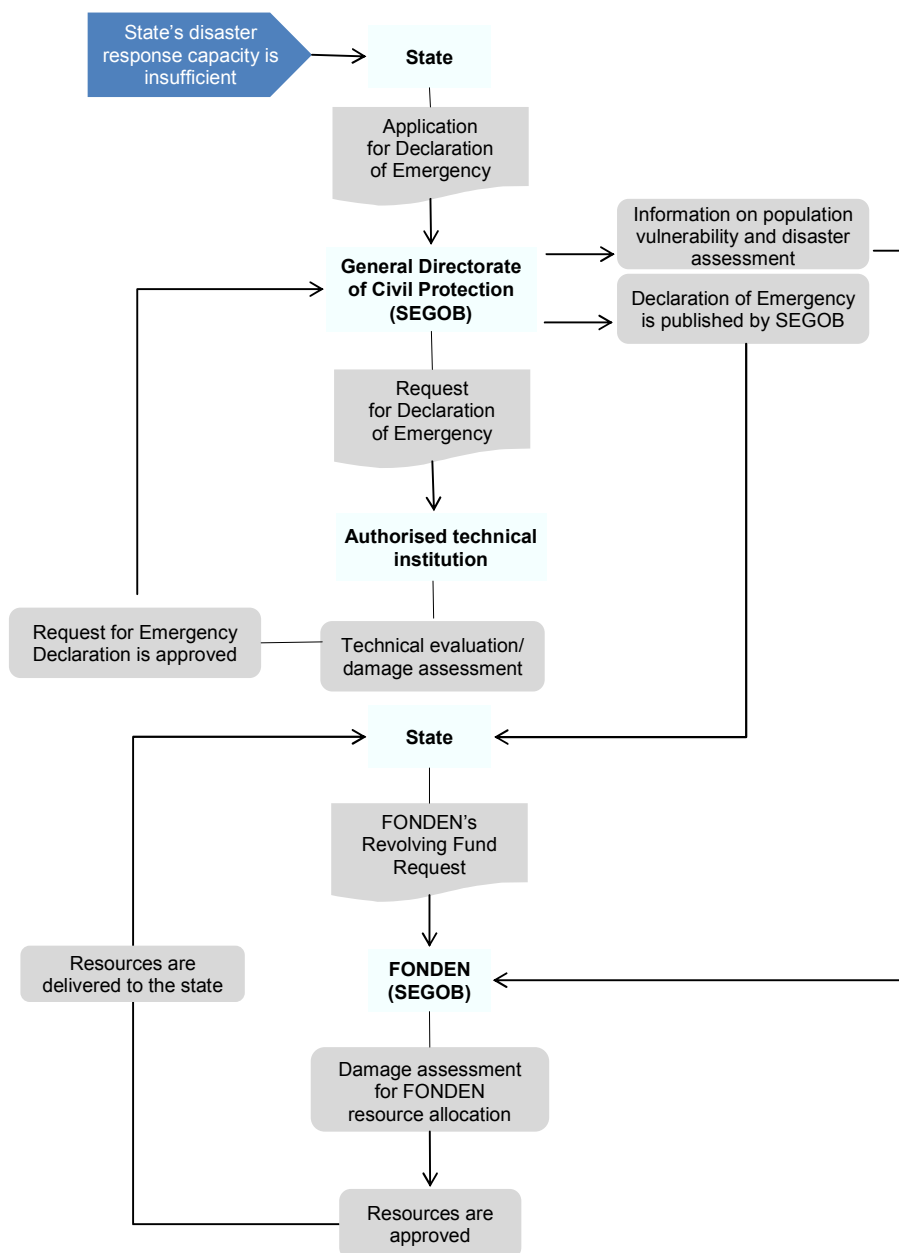 State's disaster
response capacity is
insufficient
State
Application
for Declaration
of Emergency
Information on population
vulnerability and disaster
assessment
General Directorate
of Civil Protection
(SEGOB)
Declaration of Emergency
is published by SEGOB
Request
for Declaration
of Emergency
Authorised technical
institution
Request for Emergency
Declaration is approved
Technical evaluation/
damage assessment
State
FONDEN's
Revolving Fund
Request
Resources are
delivered to the state
FONDEN
(SEGOB)
Damage assessment
for FONDEN
resource allocation
Resources are
approved